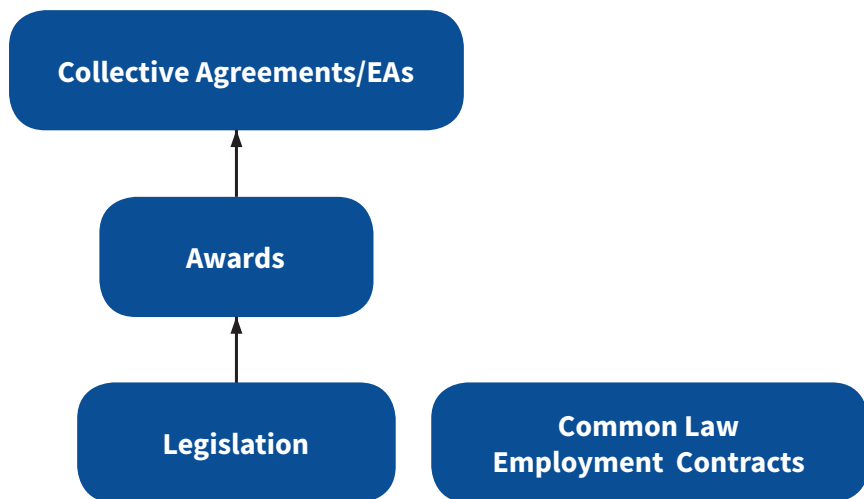 Collective Agreements/EAs
Awards
Legislation
Common Law
Employment Contracts